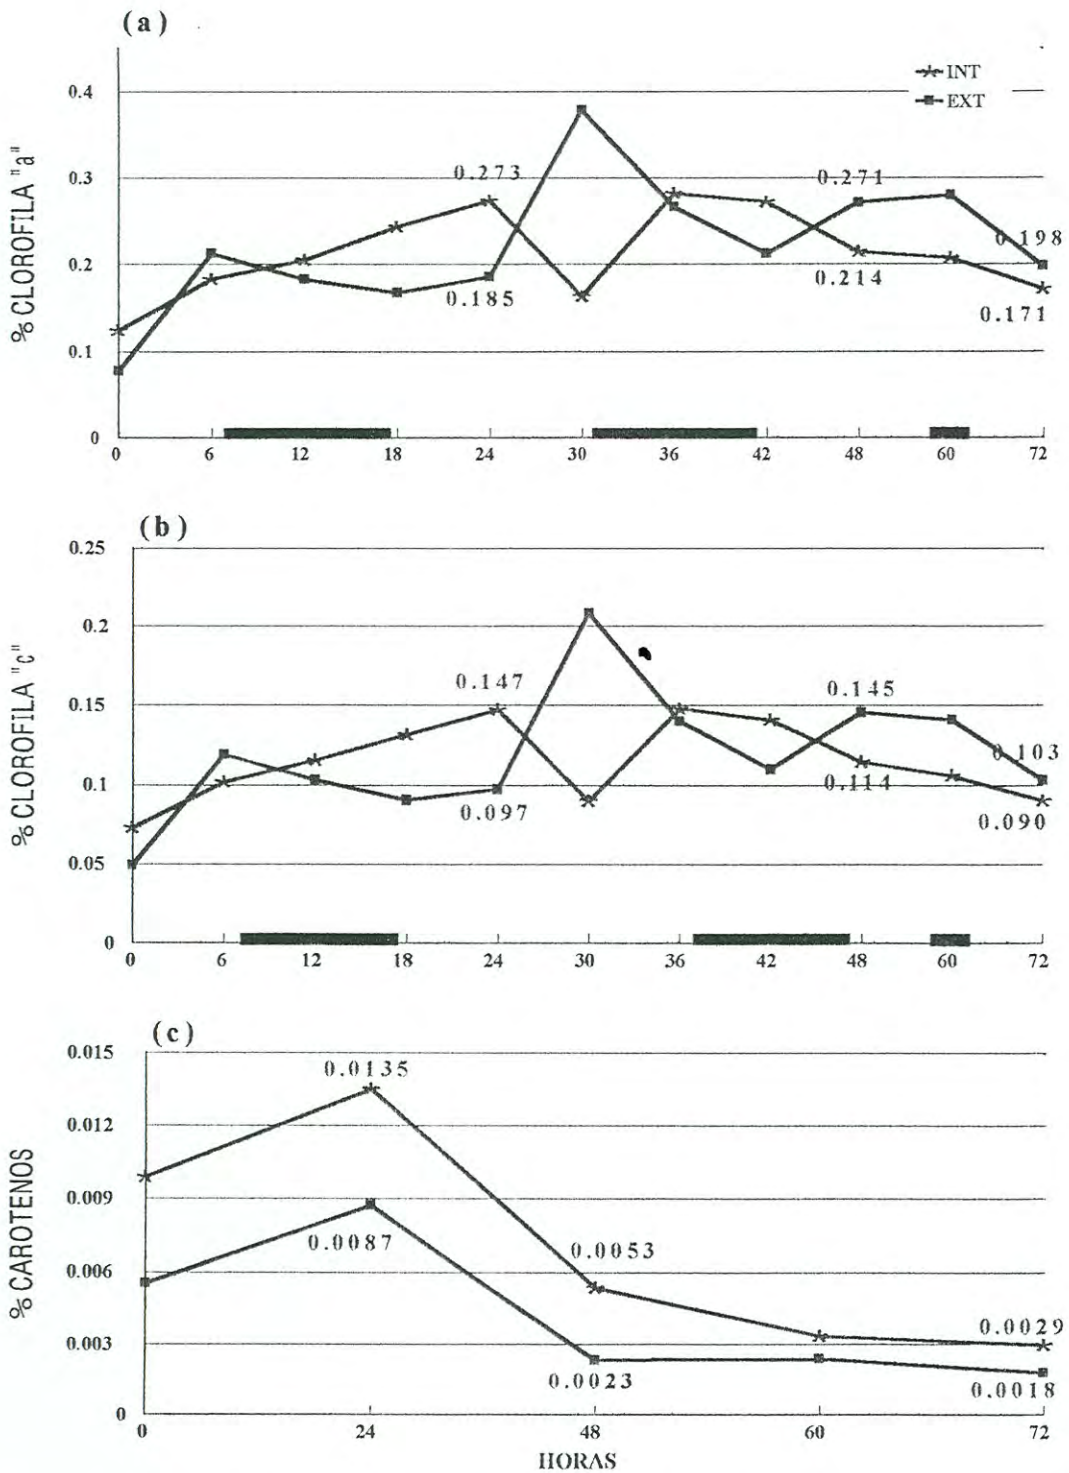 (a)
INT
EXT
% CLOROFILA "a"
0.4
0.3
0.2
0.1
0
0.273
0.185
0.271
0.214
0.198
0.171
0 6 12 18 24 30 36 42 48 60 72
(b)
% CLOROFILA "c"
0.25
0.2
0.15
0.1
0.05
0
0.147
0.097
0.145
0.114
0.103
0.090
0 6 12 18 24 30 36 42 48 60 72
(c)
% CAROTENOS
0.015
0.012
0.009
0.006
0.003
0
0.0135
0.0087
0.0053
0.0023
0.0029
0.0018
0 24 48 60 72
HORAS